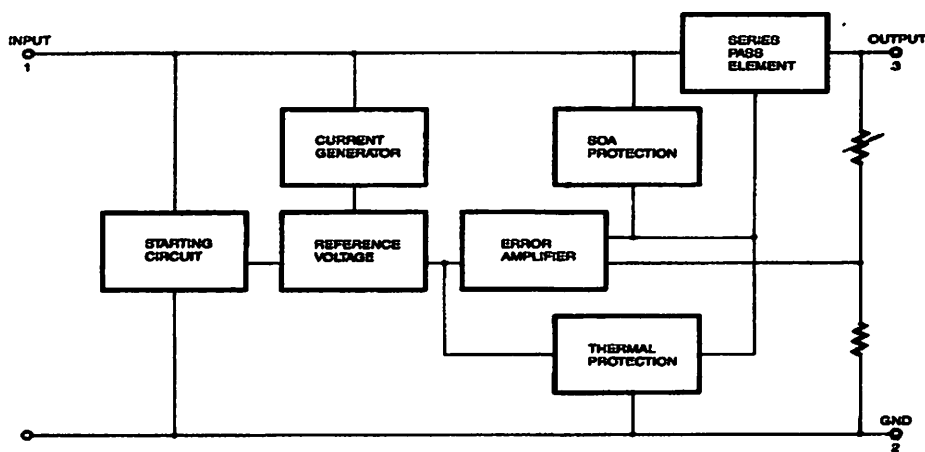 INPUT
1
SERIES
PASS
ELEMENT
OUTPUT
3
CURRENT
GENERATOR
SOA
PROTECTION
STARTING
CIRCUIT
REFERENCE
VOLTAGE
ERROR
AMPLIFIER
THERMAL
PROTECTION
GND
2